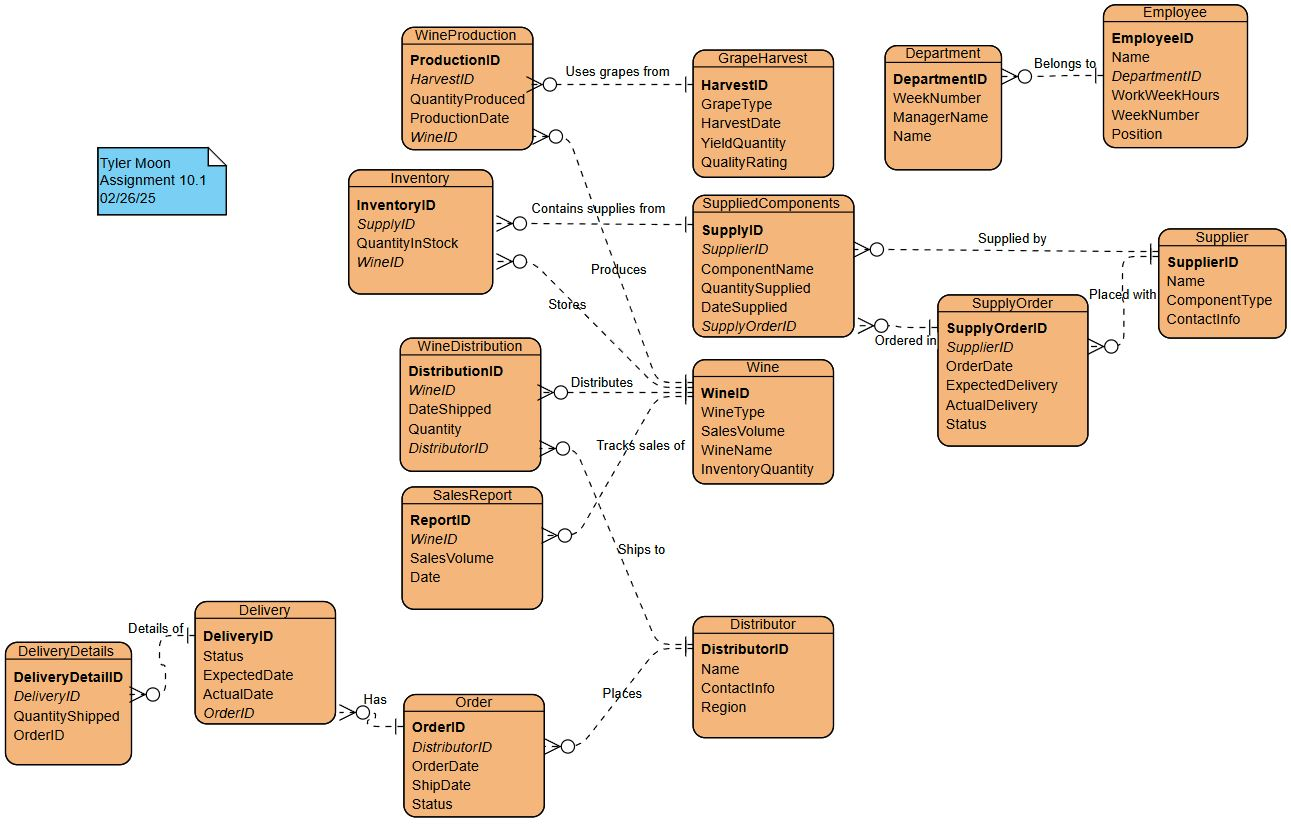 Tyler Moon
Assignment 10.1
02/26/25
WineProduction
ProductionID
HarvestID
QuantityProduced
ProductionDate
WineID
Uses grapes from
GrapeHarvest
HarvestID
GrapeType
HarvestDate
YieldQuantity
QualityRating
Department
DepartmentID
WeekNumber
ManagerName
Name
Belongs to
Employee
EmployeeID
Name
DepartmentID
WorkWeekHours
WeekNumber
Position
Inventory
InventoryID
SupplyID
QuantityInStock
WineID
Contains supplies from
Produces
Stores
SuppliedComponents
SupplyID
SupplierID
ComponentName
QuantitySupplied
DateSupplied
SupplyOrderID
Supplied by
Ordered in
Placed with
Supplier
SupplierID
Name
ComponentType
ContactInfo
SupplyOrder
SupplyOrderID
SupplierID
OrderDate
ExpectedDelivery
ActualDelivery
Status
WineDistribution
DistributionID
WineID
DateShipped
Quantity
DistributorID
Distributes
Tracks sales of
Wine
WineID
WineType
SalesVolume
WineName
InventoryQuantity
SalesReport
ReportID
WineID
SalesVolume
Date
Ships to
Details of
DeliveryDetails
DeliveryDetailID
DeliveryID
QuantityShipped
OrderID
Delivery
DeliveryID
Status
ExpectedDate
ActualDate
OrderID
Has
Order
OrderID
DistributorID
OrderDate
ShipDate
Status
Places
Distributor
DistributorID
Name
ContactInfo
Region